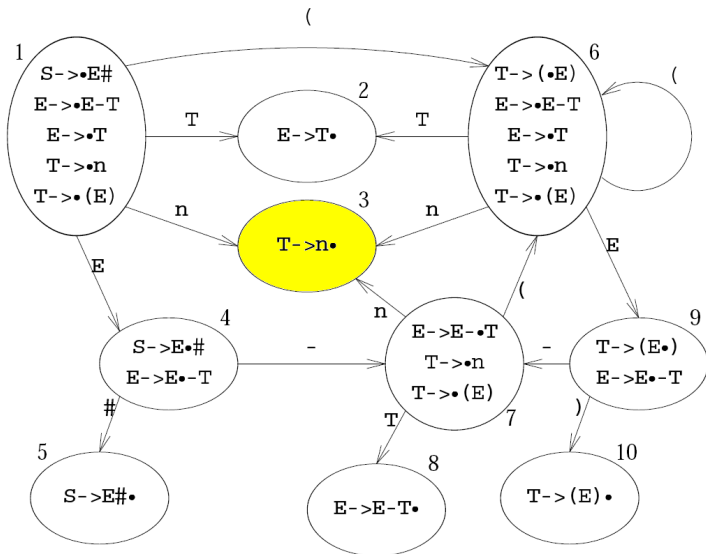 (
1
S->•E#
E->•E-T
E->•T
T->•n
T->•(E)
T
2
E->T•
T
6
T->(•E)
E->•E-T
E->•T
T->•n
T->•(E)
(
n
3
T->n•
n
E
E
4
S->E•#
E->E•-T
-
n
(
E->E-•T
T->•n
T->•(E)
7
-
9
T->(E•)
E->E•-T
#
T
)
5
S->E#•
8
E->E-T•
10
T->(E)•